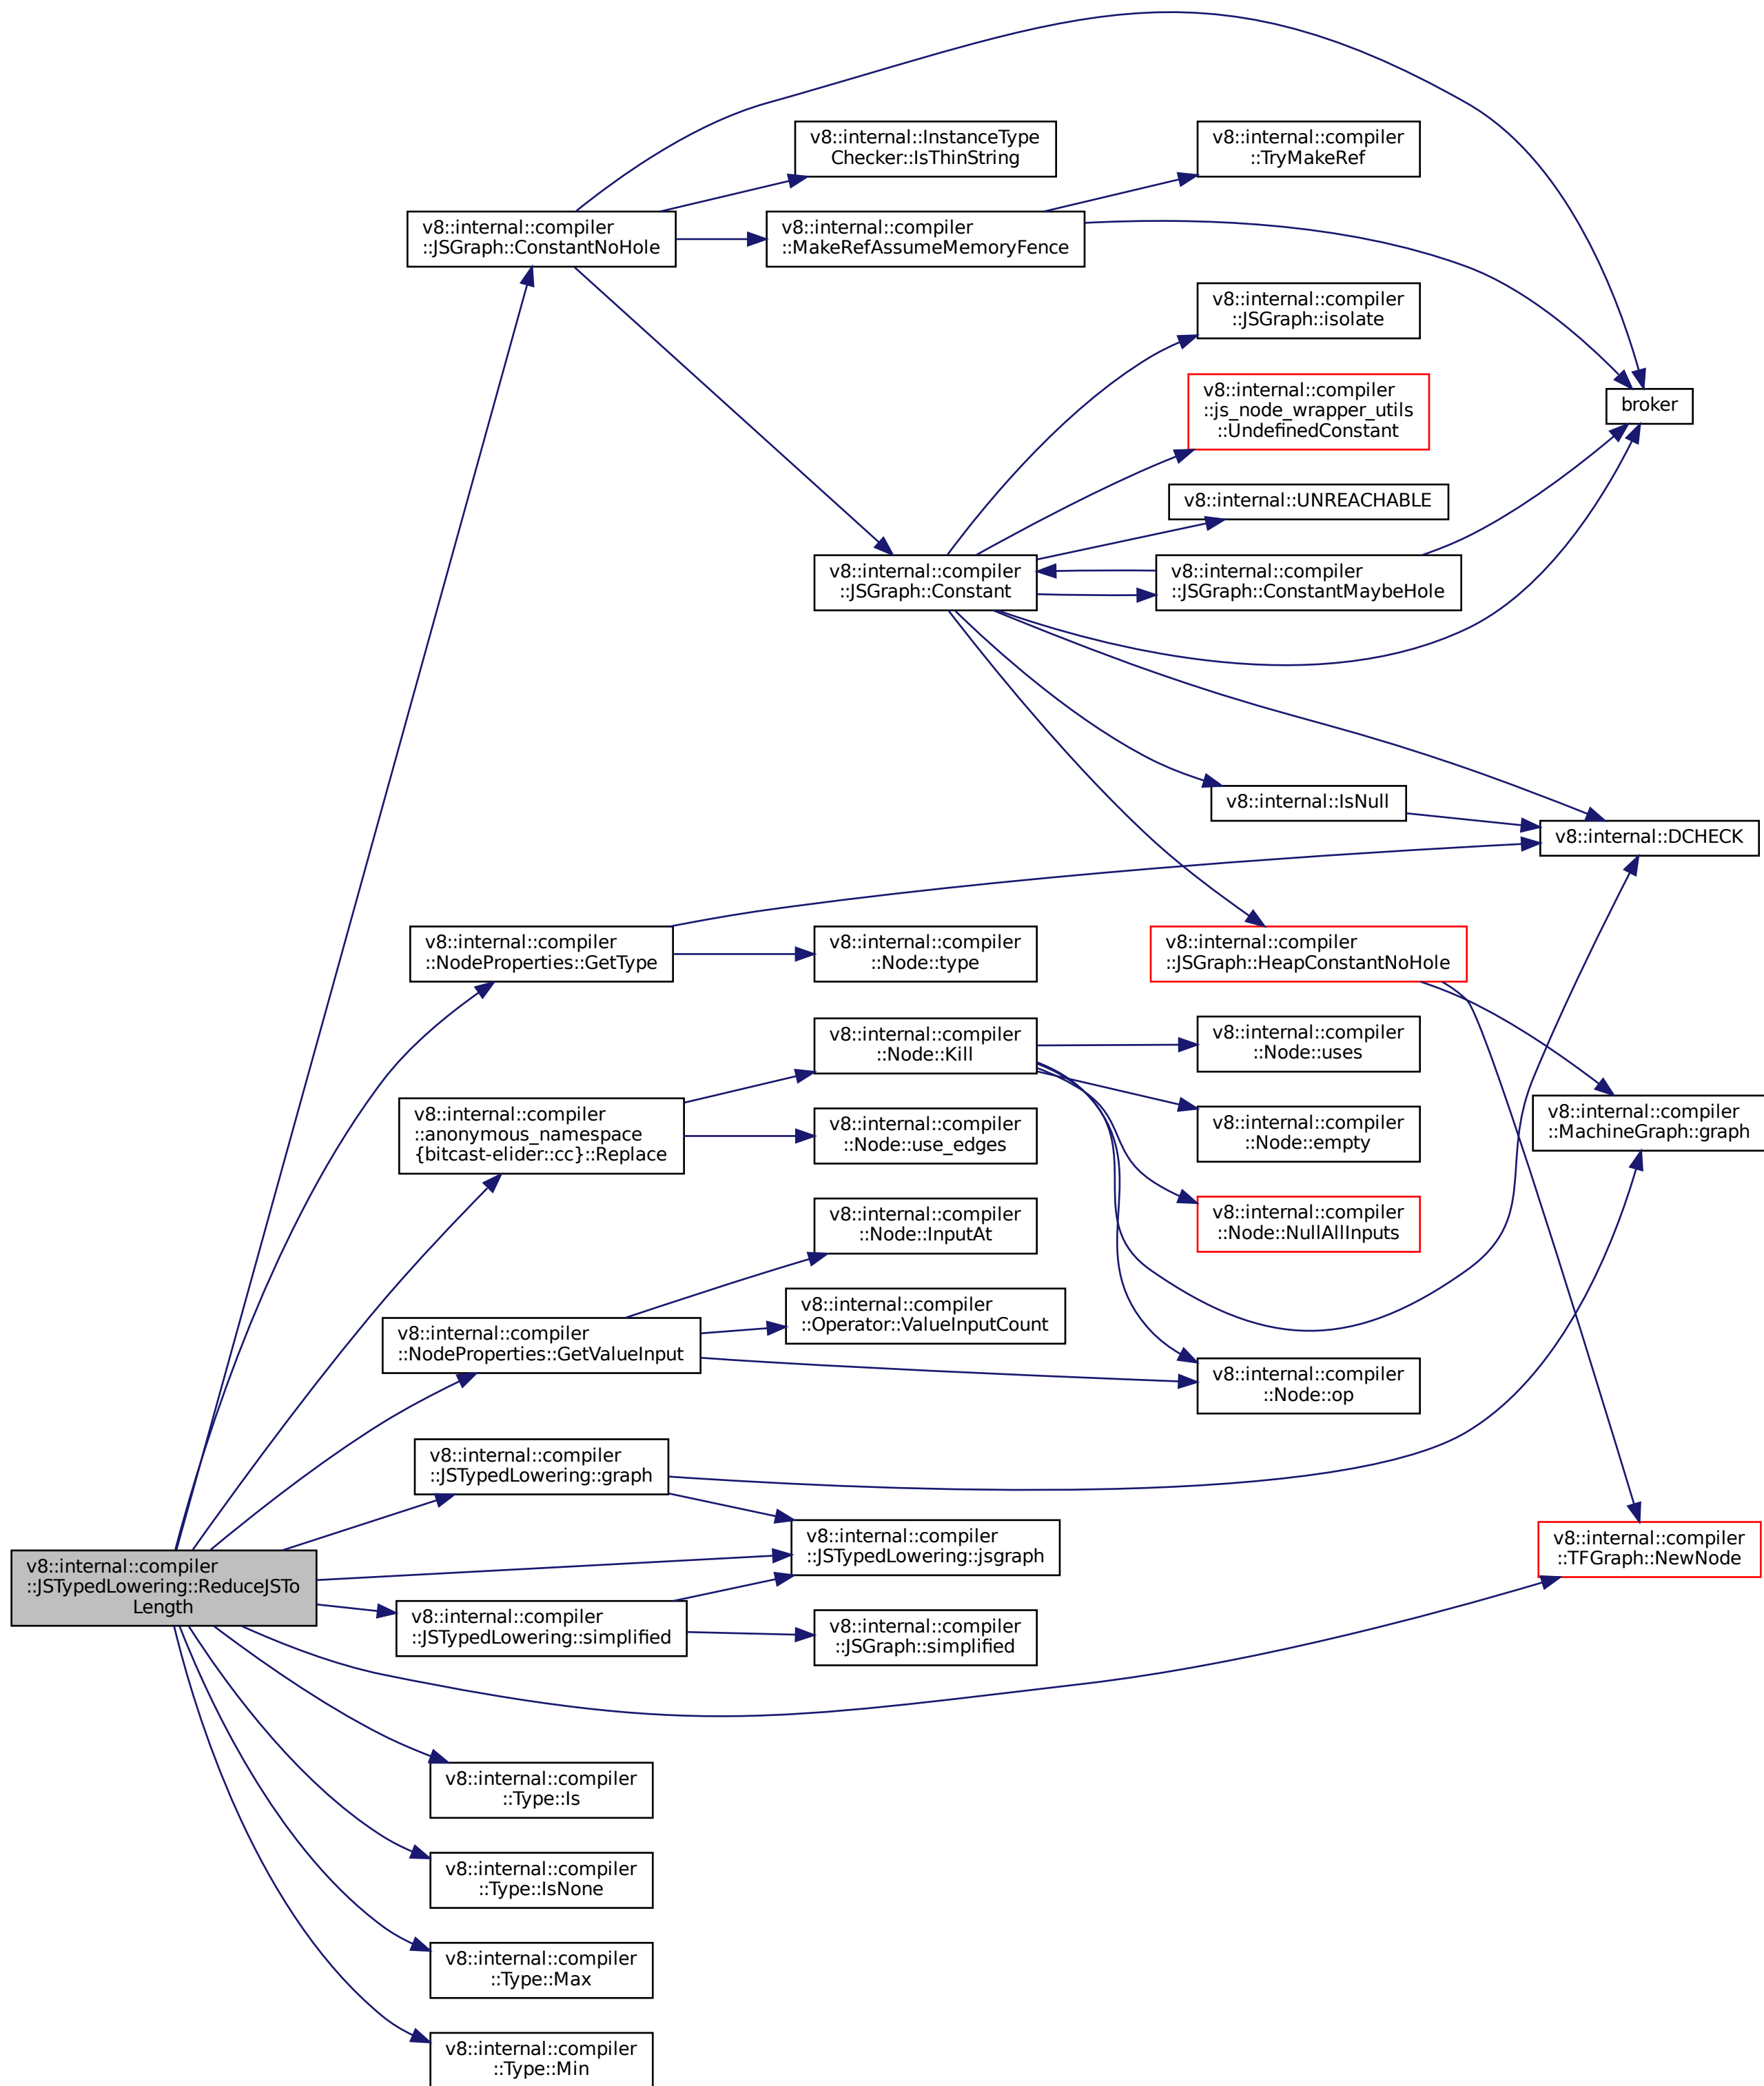 v8::internal::InstanceType
Checker::IsThinString
v8::internal::compiler
::TryMakeRef
v8::internal::compiler
::JSGraph::ConstantNoHole
v8::internal::compiler
::MakeRefAssumeMemoryFence
v8::internal::compiler
::JSGraph::isolate
v8::internal::compiler
::js_node_wrapper_utils
::UndefinedConstant
broker
v8::internal::UNREACHABLE
v8::internal::compiler
::JSGraph::Constant
v8::internal::compiler
::JSGraph::ConstantMaybeHole
v8::internal::IsNull
v8::internal::DCHECK
v8::internal::compiler
::NodeProperties::GetType
v8::internal::compiler
::Node::type
v8::internal::compiler
::JSGraph::HeapConstantNoHole
v8::internal::compiler
::Node::Kill
v8::internal::compiler
::Node::uses
v8::internal::compiler
::anonymous_namespace
{bitcast-elider::cc}::Replace
v8::internal::compiler
::Node::use_edges
v8::internal::compiler
::Node::empty
v8::internal::compiler
::MachineGraph::graph
v8::internal::compiler
::Node::InputAt
v8::internal::compiler
::Node::NullAllInputs
v8::internal::compiler
::NodeProperties::GetValueInput
v8::internal::compiler
::Operator::ValueInputCount
v8::internal::compiler
::Node::op
v8::internal::compiler
::JSTypedLowering::graph
v8::internal::compiler
::JSTypedLowering::jsgraph
v8::internal::compiler
::TFGraph::NewNode
v8::internal::compiler
::JSTypedLowering::ReduceJSTo
Length
v8::internal::compiler
::JSTypedLowering::simplified
v8::internal::compiler
::JSGraph::simplified
v8::internal::compiler
::Type::Is
v8::internal::compiler
::Type::IsNone
v8::internal::compiler
::Type::Max
v8::internal::compiler
::Type::Min